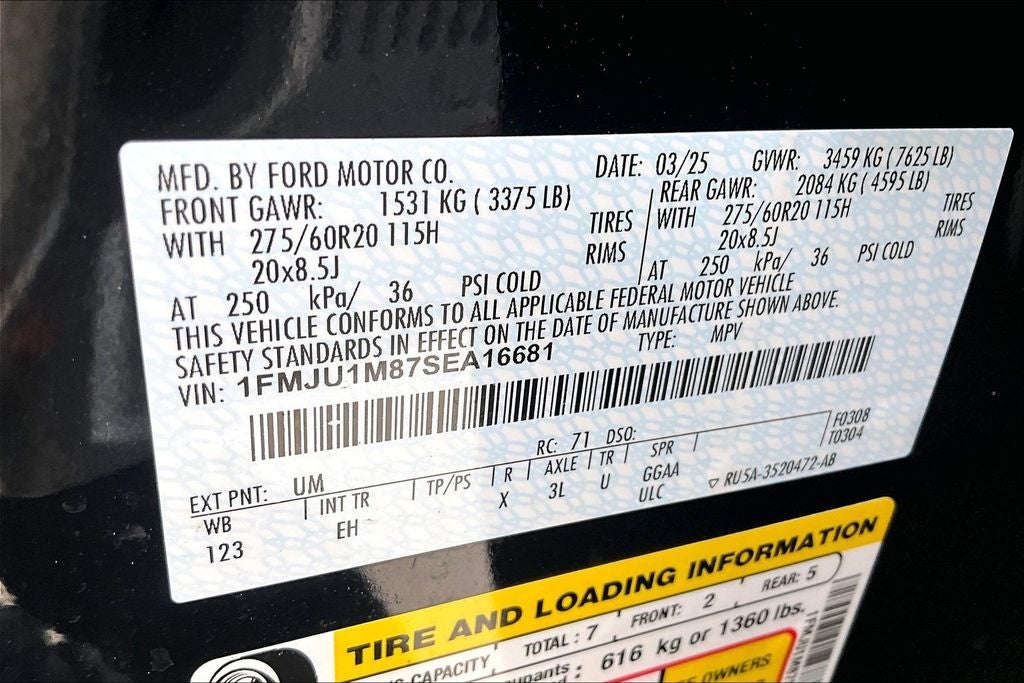 MFD. BY FORD MOTOR CO. DATE: 03/25 GVWR: 3459 KG ( 7625 LB)
FRONT GAWR: 1531 KG ( 3375 LB) REAR GAWR: 2084 KG ( 4595 LB)
WITH 275/60R20 115H TIRES WITH 275/60R20 115H TIRES
20x8.5J RIMS 20x8.5J RIMS
AT 250 kPa/ 36 PSI COLD AT 250 kPa/ 36 PSI COLD
THIS VEHICLE CONFORMS TO ALL APPLICABLE FEDERAL MOTOR VEHICLE
SAFETY STANDARDS IN EFFECT ON THE DATE OF MANUFACTURE SHOWN ABOVE.
VIN: 1FMJU1M87SEA16681 TYPE: MPV
F0308
T0304
EXT PNT: UM RC: 71 DSO:
WB INT TR TP/PS R AXLE TR SPR
123 EH X 3L U GGAA
ULC
RU5A-3520472-AB
TIRE AND LOADING INFORMATION
CAPACITY TOTAL : 7 FRONT: 2 REAR: 5
616 kg or 1360 lbs.
OWNERS